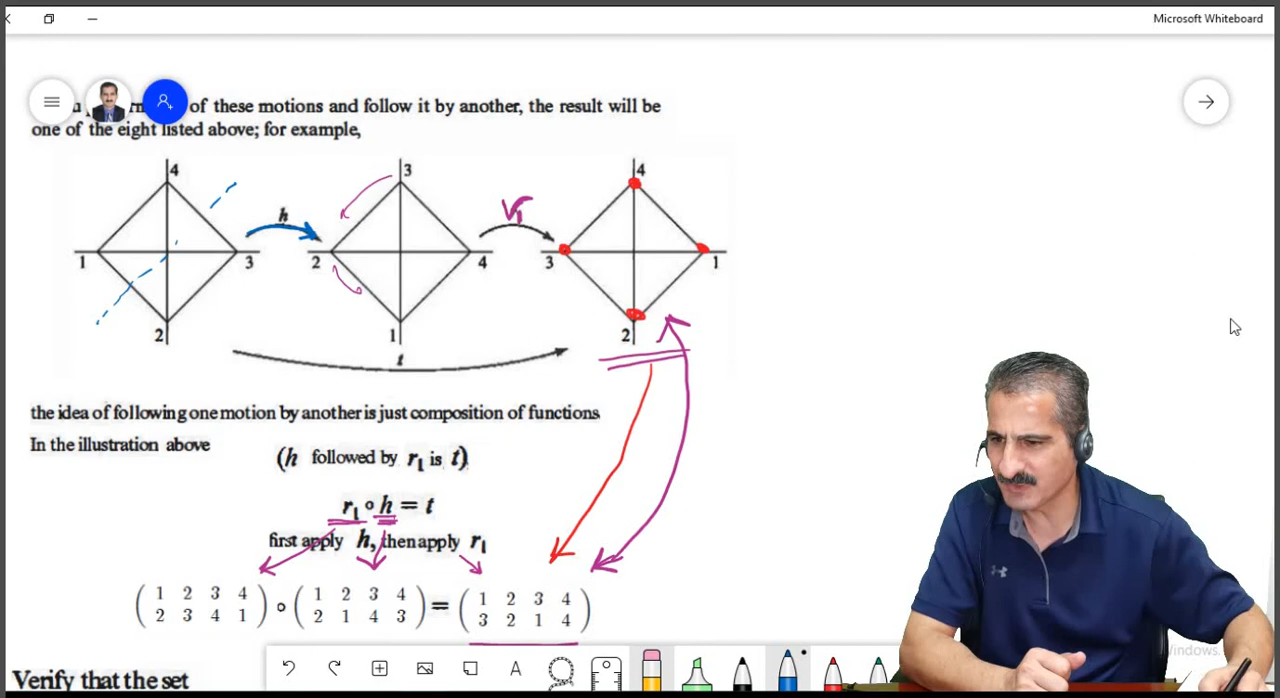 Microsoft Whiteboard
of these motions and follow it by another, the result will be
one of the eight listed above; for example,
4
h
1
3
2
3
r1
2
4
1
4
3
1
2
t
the idea of following one motion by another is just composition of functions
In the illustration above
(h followed by r1 is t)
r1 ∘ h = t
first apply h, then apply r1
( 1 2 3 4 ) ∘ ( 1 2 3 4 ) = ( 1 2 3 4 )
( 2 3 4 1 ) ( 2 1 4 3 ) ( 3 2 1 4 )
Verify that the set
A